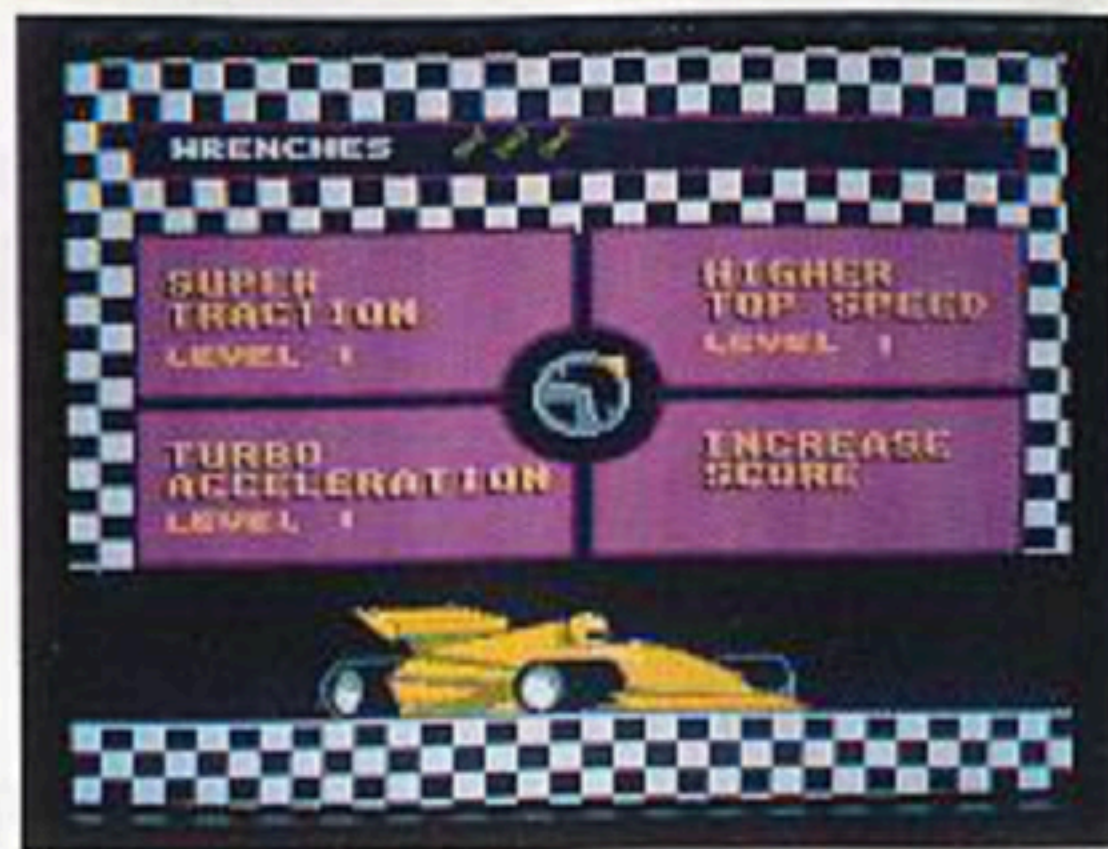 WRENCHES
SUPER
TRACTION
LEVEL 1
HIGHER
TOP SPEED
LEVEL 1
TURBO
ACCELERATION
LEVEL 1
INCREASE
SCORE